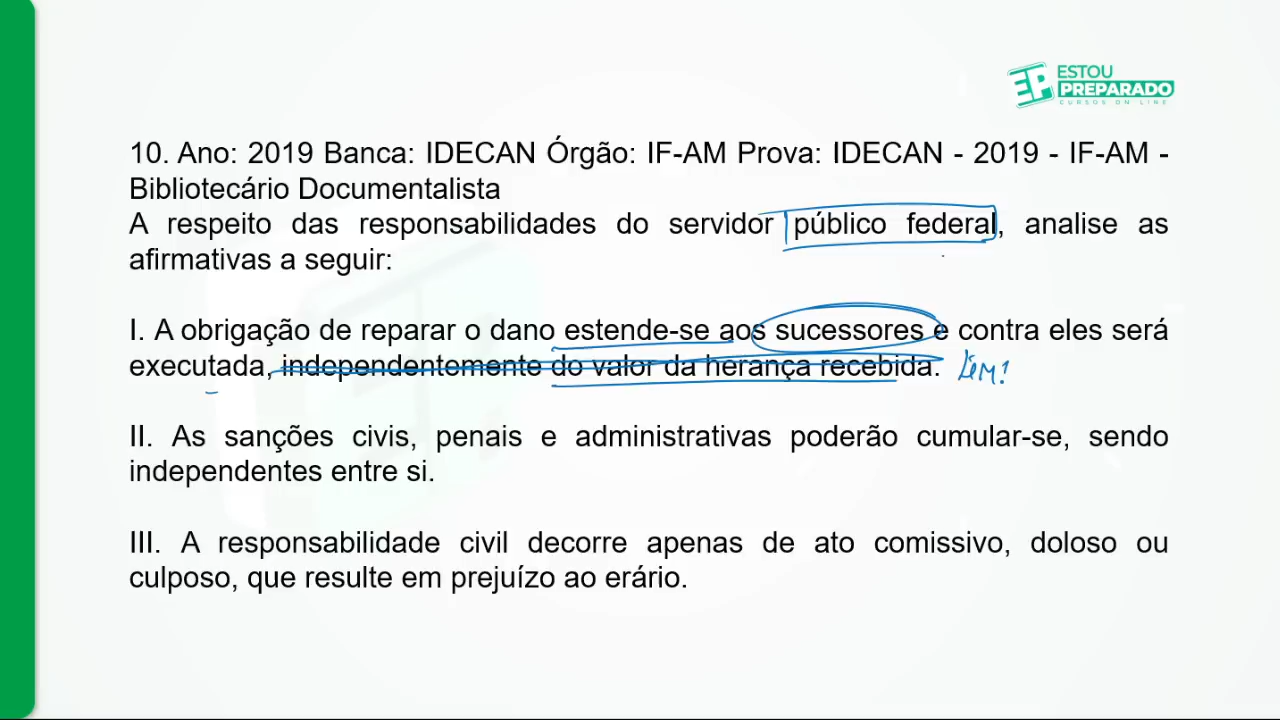 ESTOU
EP PREPARADO
CURSOS ON LINE
10. Ano: 2019 Banca: IDECAN Órgão: IF-AM Prova: IDECAN - 2019 - IF-AM -
Bibliotecário Documentalista
A respeito das responsabilidades do servidor público federal, analise as
afirmativas a seguir:
I. A obrigação de reparar o dano estende-se aos sucessores e contra eles será
executada, independentemente do valor da herança recebida.
II. As sanções civis, penais e administrativas poderão cumular-se, sendo
independentes entre si.
III. A responsabilidade civil decorre apenas de ato comissivo, doloso ou
culposo, que resulte em prejuízo ao erário.